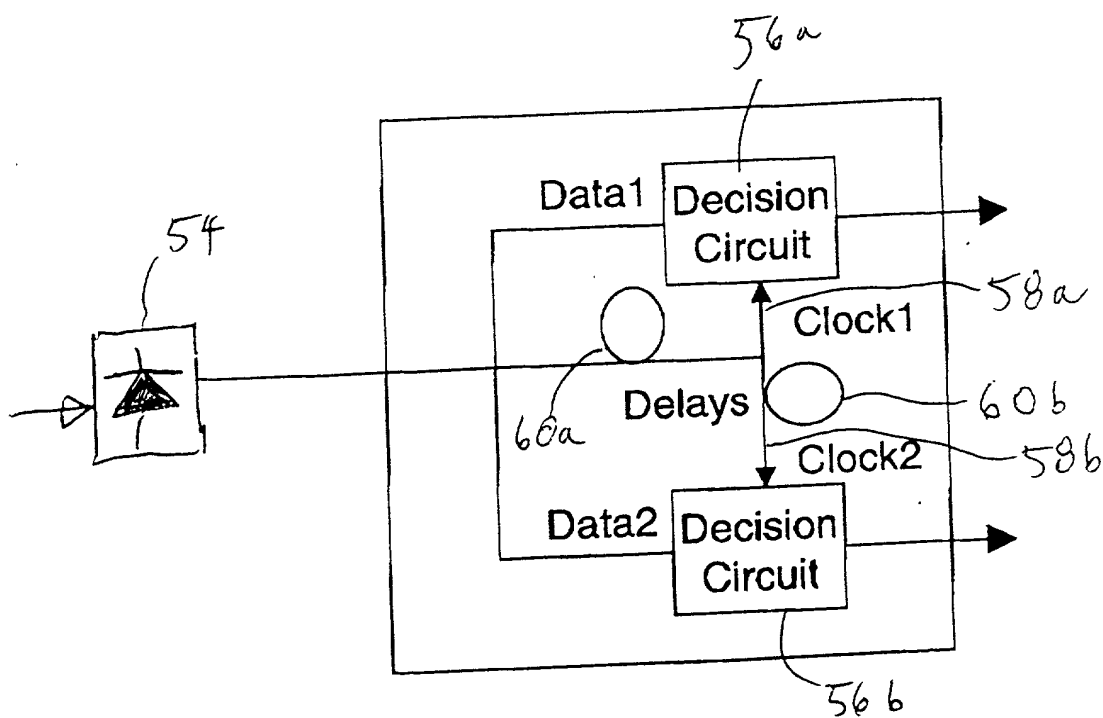 56a
Data1
Decision
Circuit
54
58a
Clock1
60a
Delays
60b
Clock2
58b
Data2
Decision
Circuit
56b